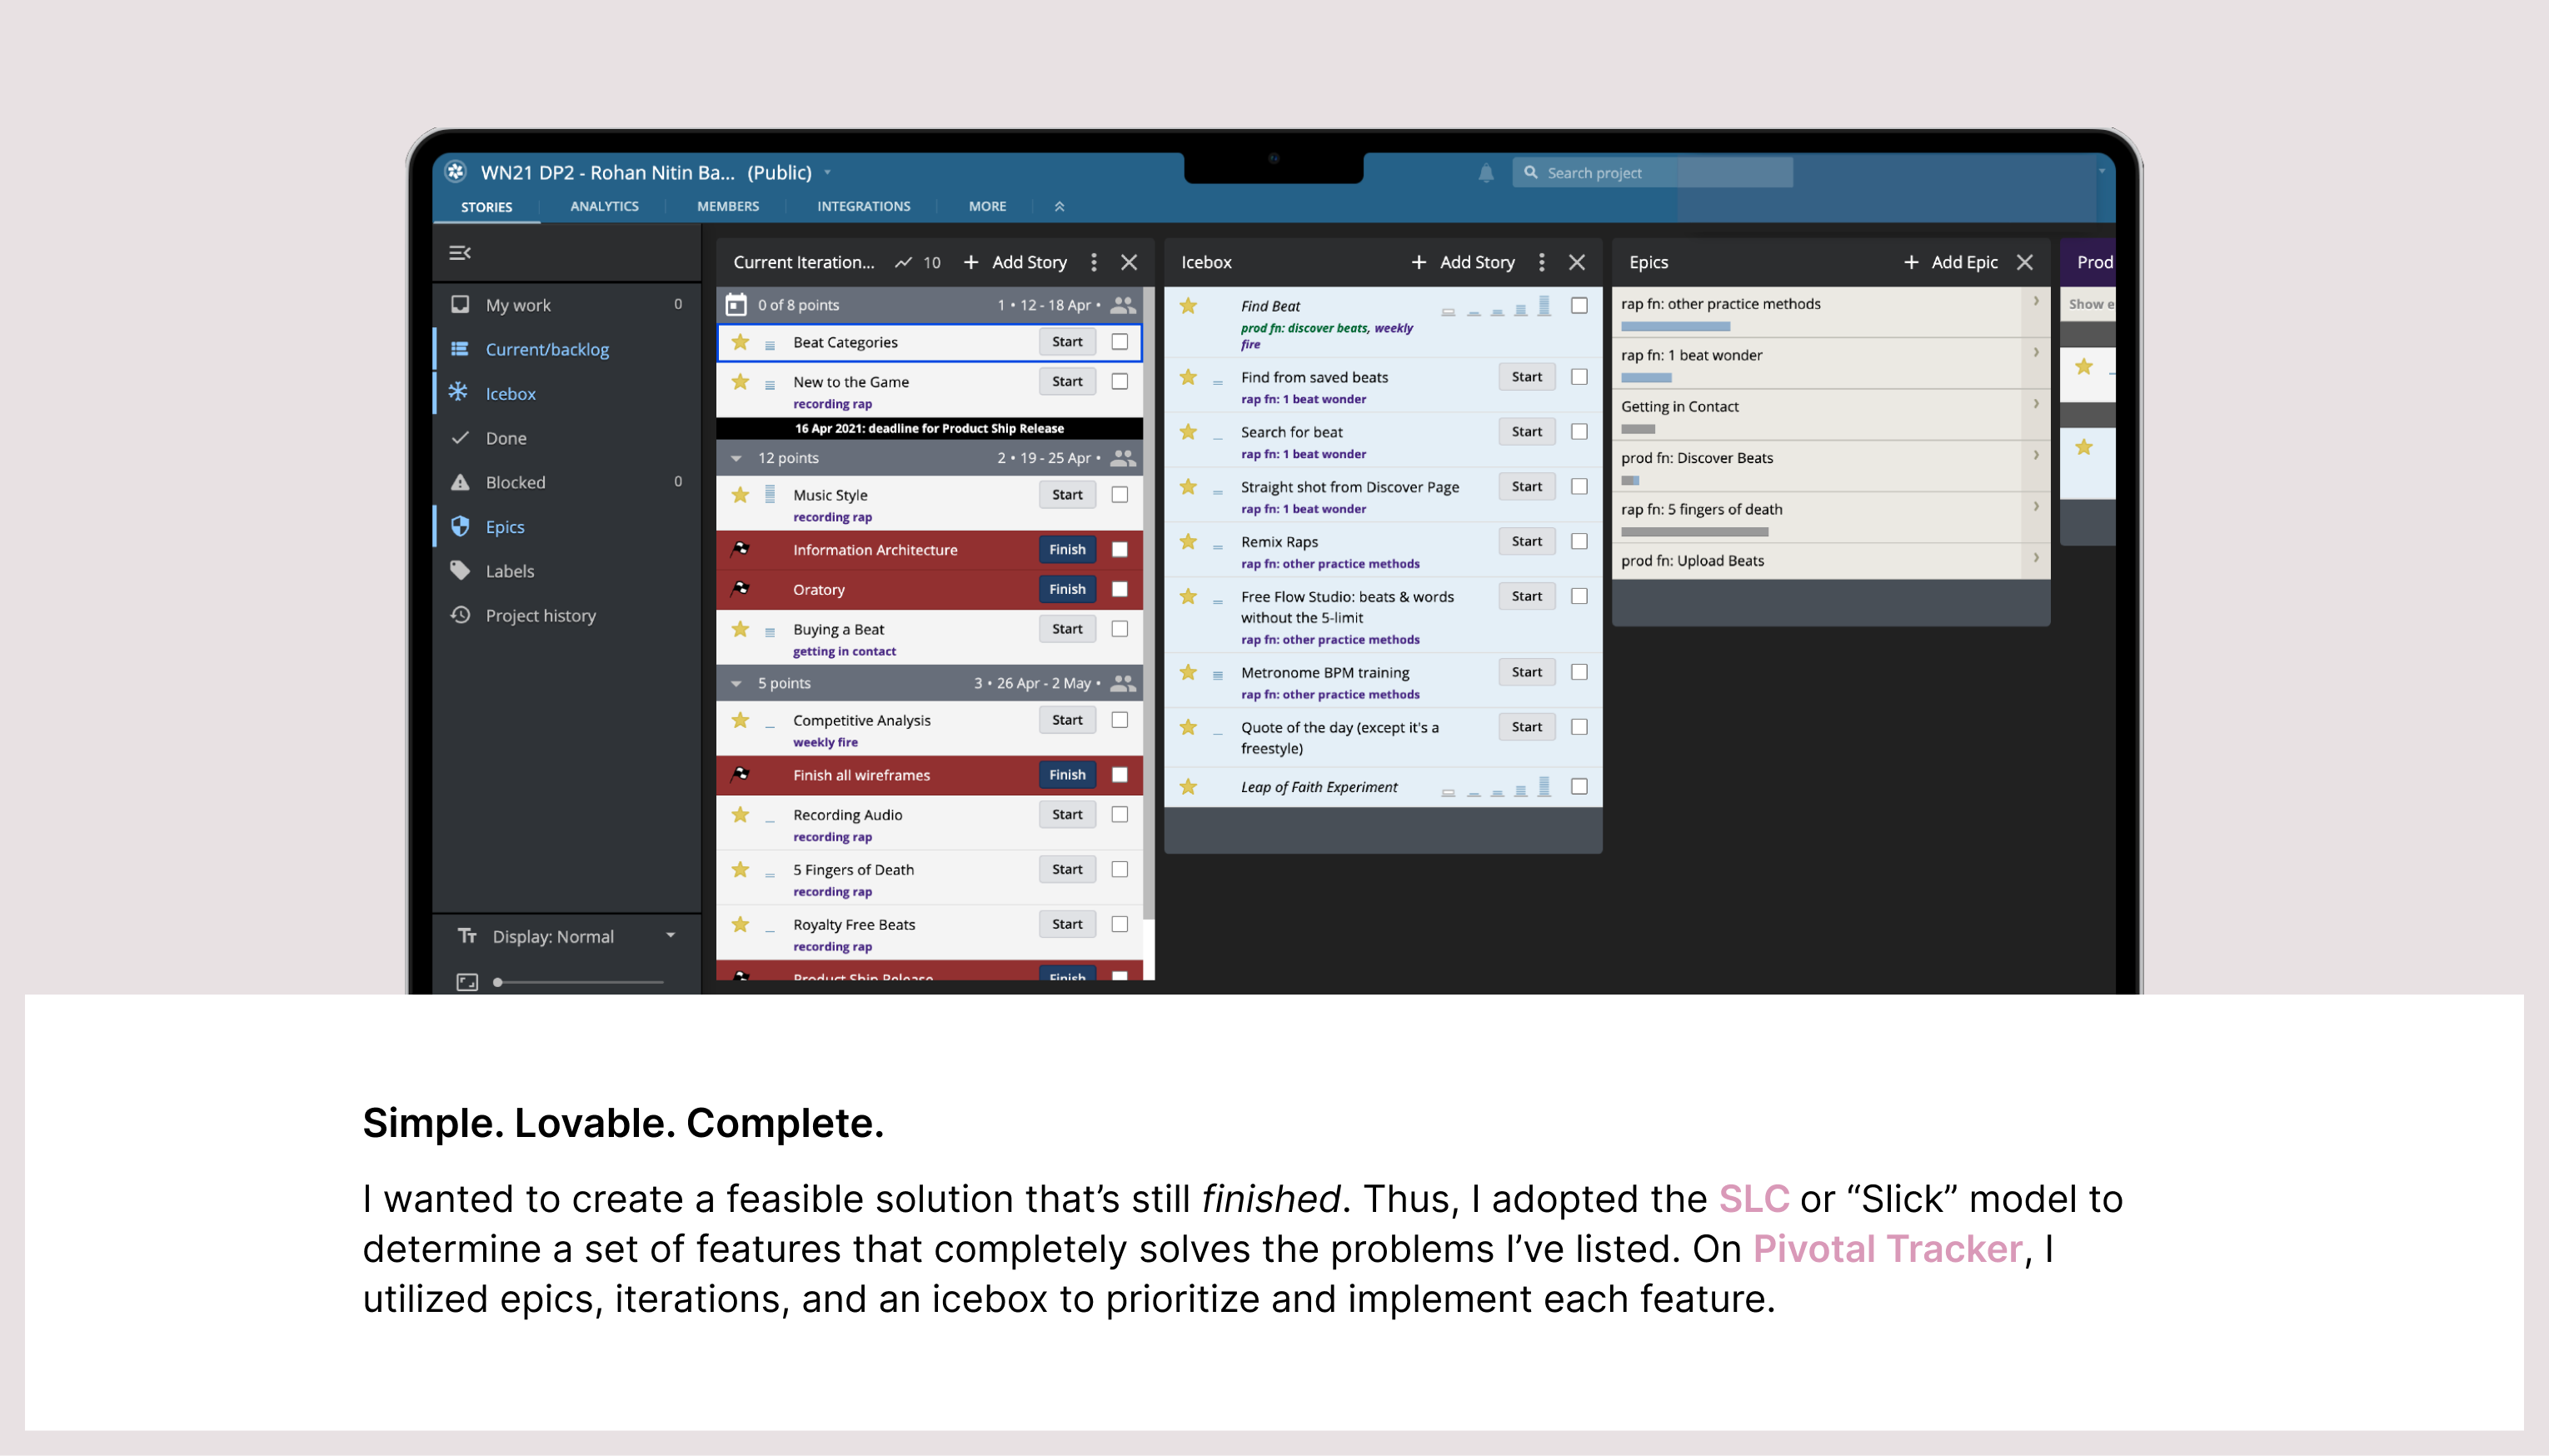 WN21 DP2 - Rohan Nitin Ba... (Public)
Search project
STORIES ANALYTICS MEMBERS INTEGRATIONS MORE
My work 0
Current/backlog
Icebox
Done
Blocked 0
Epics
Labels
Project history
Display: Normal
Current Iteration... 10 + Add Story
0 of 8 points 1 • 12 - 18 Apr •
Beat Categories Start
New to the Game Start
recording rap
16 Apr 2021: deadline for Product Ship Release
12 points 2 • 19 - 25 Apr •
Music Style Start
recording rap
Information Architecture Finish
Oratory Finish
Buying a Beat Start
getting in contact
5 points 3 • 26 Apr - 2 May •
Competitive Analysis Start
weekly fire
Finish all wireframes Finish
Recording Audio Start
recording rap
5 Fingers of Death Start
recording rap
Royalty Free Beats Start
recording rap
Product Ship Release Finish
Icebox + Add Story
Find Beat
prod fn: discover beats, weekly
fire
Find from saved beats Start
rap fn: 1 beat wonder
Search for beat Start
rap fn: 1 beat wonder
Straight shot from Discover Page Start
rap fn: 1 beat wonder
Remix Raps Start
rap fn: other practice methods
Free Flow Studio: beats & words Start
without the 5-limit
rap fn: other practice methods
Metronome BPM training Start
rap fn: other practice methods
Quote of the day (except it's a Start
freestyle)
Leap of Faith Experiment
Epics + Add Epic
rap fn: other practice methods
rap fn: 1 beat wonder
Getting in Contact
prod fn: Discover Beats
rap fn: 5 fingers of death
prod fn: Upload Beats
Prod
Show e
Simple. Lovable. Complete.
I wanted to create a feasible solution that’s still finished. Thus, I adopted the SLC or “Slick” model to
determine a set of features that completely solves the problems I’ve listed. On Pivotal Tracker, I
utilized epics, iterations, and an icebox to prioritize and implement each feature.